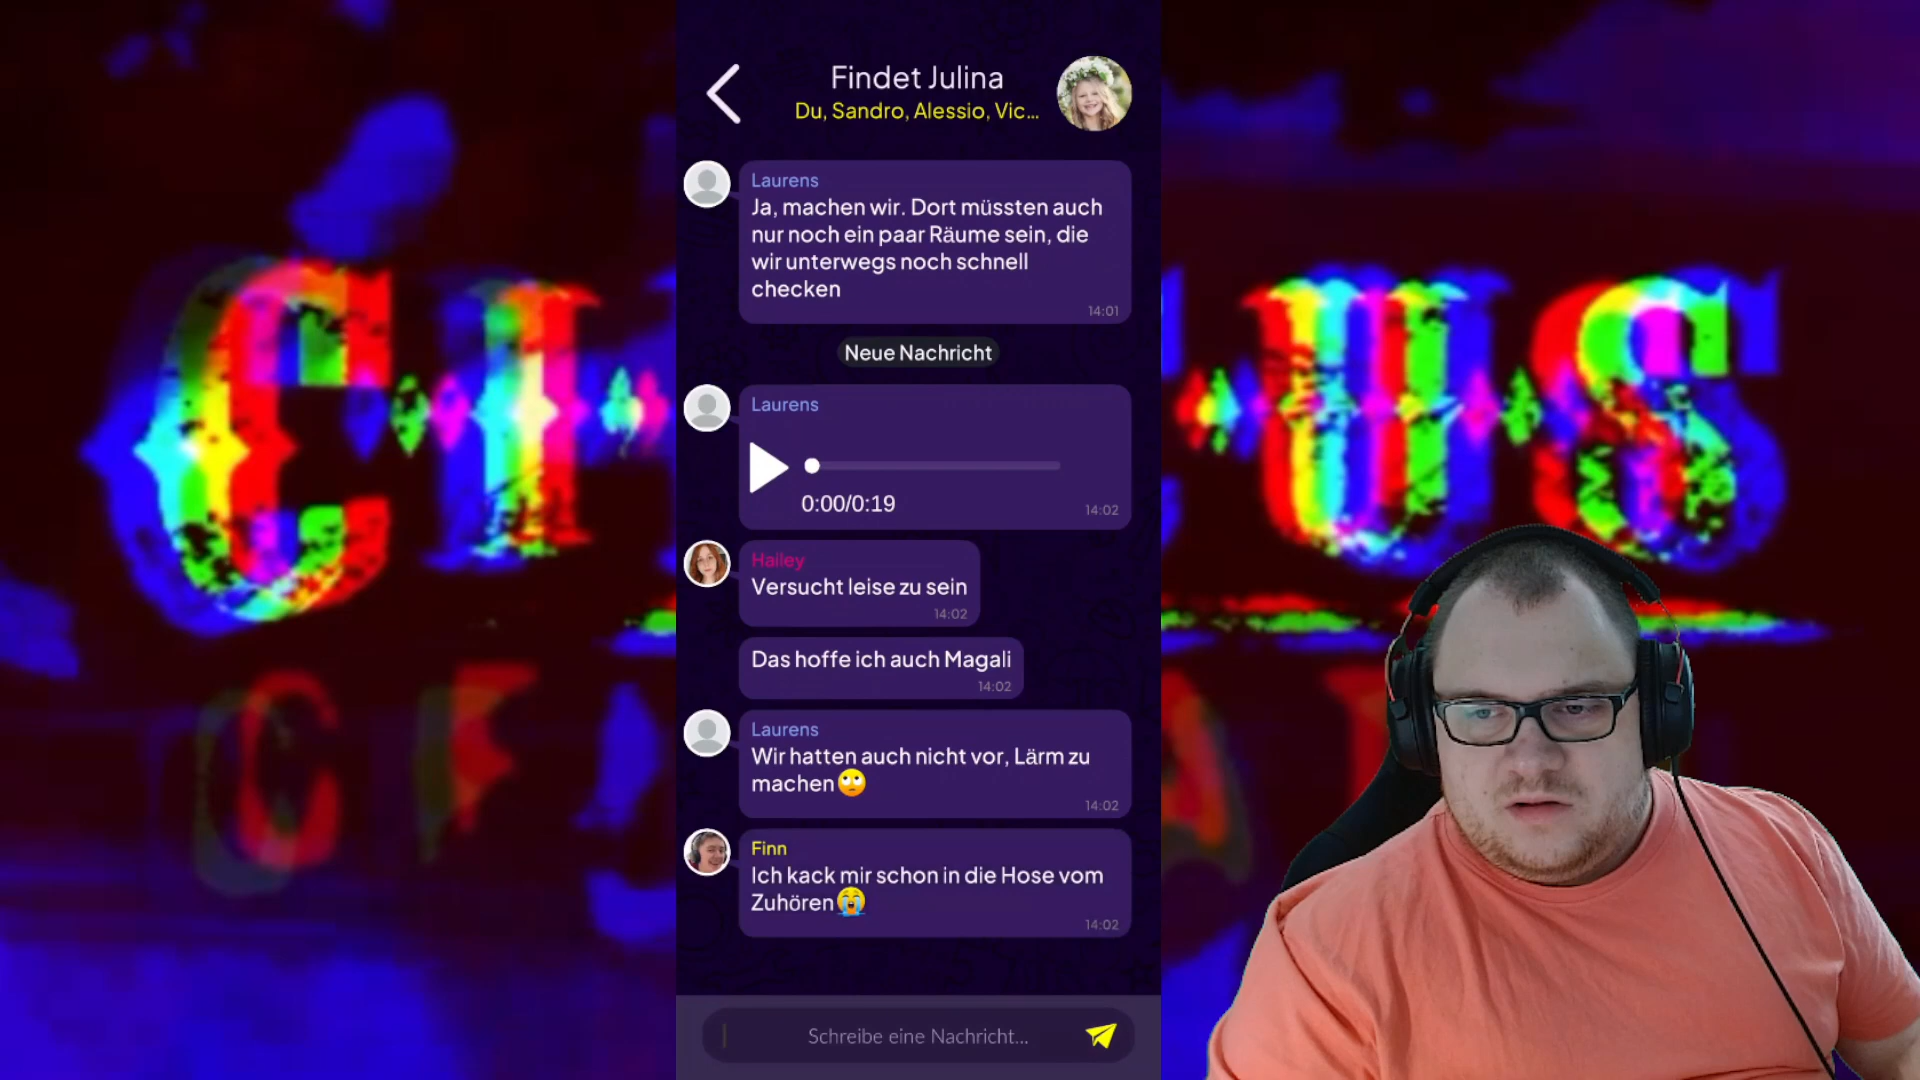 Findet Julina
Du, Sandro, Alessio, Vic...
Laurens
Ja, machen wir. Dort müssten auch
nur noch ein paar Räume sein, die
wir unterwegs noch schnell
checken
14:01
Neue Nachricht
Laurens
0:00/0:19
14:02
Hailey
Versucht leise zu sein
14:02
Das hoffe ich auch Magali
14:02
Laurens
Wir hatten auch nicht vor, Lärm zu
machen🙄
14:02
Finn
Ich kack mir schon in die Hose vom
Zuhören😭
14:02
Schreibe eine Nachricht...